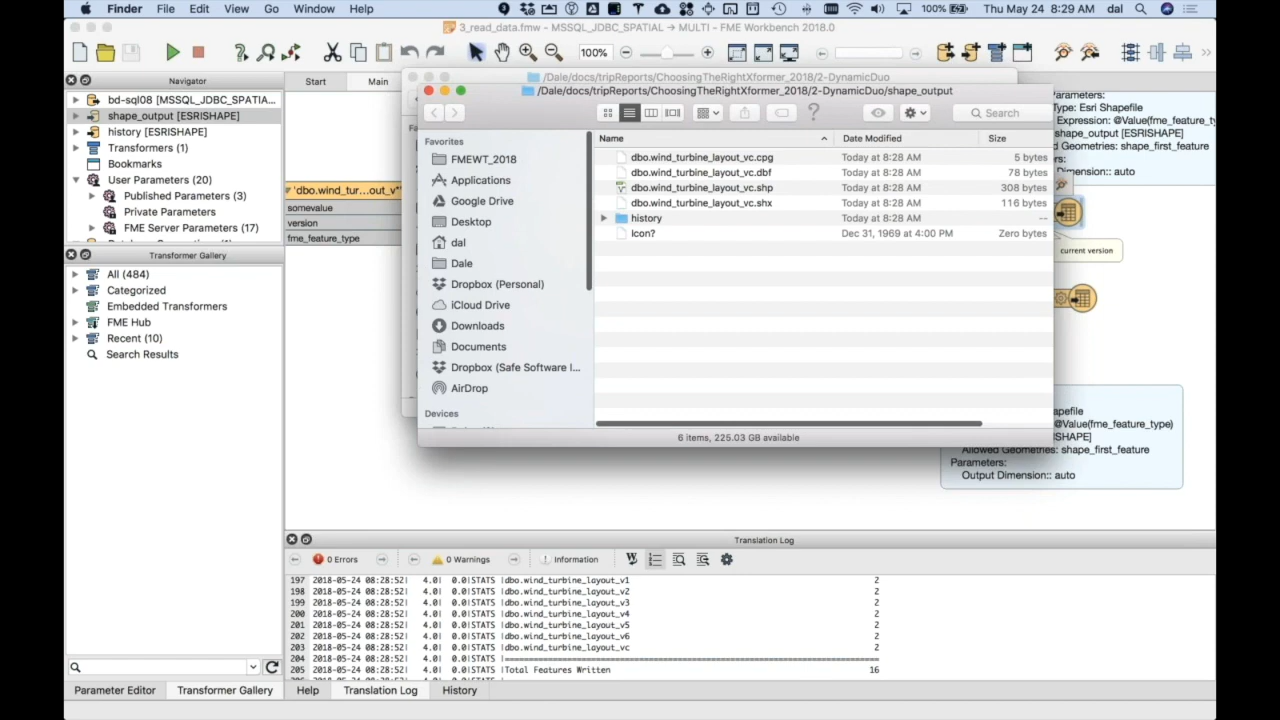 Finder File Edit View Go Window Help 100% Thu May 24 8:29 AM dal
3_read_data.fmw - MSSQL_JDBC_SPATIAL → MULTI - FME Workbench 2018.0
100%
Navigator
Start Main
bd-sql08 [MSSQL_JDBC_SPATIA...
shape_output [ESRISHAPE]
history [ESRISHAPE]
Transformers (1)
Bookmarks
User Parameters (20)
Published Parameters (3)
Private Parameters
FME Server Parameters (17)
Transformer Gallery
All (484)
Categorized
Embedded Transformers
FME Hub
Recent (10)
Search Results
Parameter Editor Transformer Gallery
'dbo.wind_tur...out_v"
somevalue
version
fme_feature_type
/Dale/docs/tripReports/ChoosingTheRightXformer_2018/2-DynamicDuo
/Dale/docs/tripReports/ChoosingTheRightXformer_2018/2-DynamicDuo/shape_output
Search
Favorites
FMEWT_2018
Applications
Google Drive
Desktop
dal
Dale
Dropbox (Personal)
iCloud Drive
Downloads
Documents
Dropbox (Safe Software I...
AirDrop
Devices
Name Date Modified Size
dbo.wind_turbine_layout_vc.cpg Today at 8:28 AM 5 bytes
dbo.wind_turbine_layout_vc.dbf Today at 8:28 AM 78 bytes
dbo.wind_turbine_layout_vc.shp Today at 8:28 AM 308 bytes
dbo.wind_turbine_layout_vc.shx Today at 8:28 AM 116 bytes
history Today at 8:28 AM --
Icon? Dec 31, 1969 at 4:00 PM Zero bytes
6 items, 225.03 GB available
Parameters:
Type: Esri Shapefile
Expression: @Value(fme_feature_ty
shape_output [ESRISHAPE]
wed Geometries: shape_first_feature
ers:
Dimension:: auto
current version
apefile
@Value(fme_feature_type)
ISHAPE]
Allowed Geometries: shape_first_feature
Parameters:
Output Dimension:: auto
Translation Log
0 Errors 0 Warnings Information
197 2018-05-24 08:28:52| 4.0| 0.0|STATS |dbo.wind_turbine_layout_v1 2
198 2018-05-24 08:28:52| 4.0| 0.0|STATS |dbo.wind_turbine_layout_v2 2
199 2018-05-24 08:28:52| 4.0| 0.0|STATS |dbo.wind_turbine_layout_v3 2
200 2018-05-24 08:28:52| 4.0| 0.0|STATS |dbo.wind_turbine_layout_v4 2
201 2018-05-24 08:28:52| 4.0| 0.0|STATS |dbo.wind_turbine_layout_v5 2
202 2018-05-24 08:28:52| 4.0| 0.0|STATS |dbo.wind_turbine_layout_v6 2
203 2018-05-24 08:28:52| 4.0| 0.0|STATS |dbo.wind_turbine_layout_vc 2
204 2018-05-24 08:28:52| 4.0| 0.0|STATS |==============================
205 2018-05-24 08:28:52| 4.0| 0.0|STATS |Total Features Written 16
Help Translation Log History